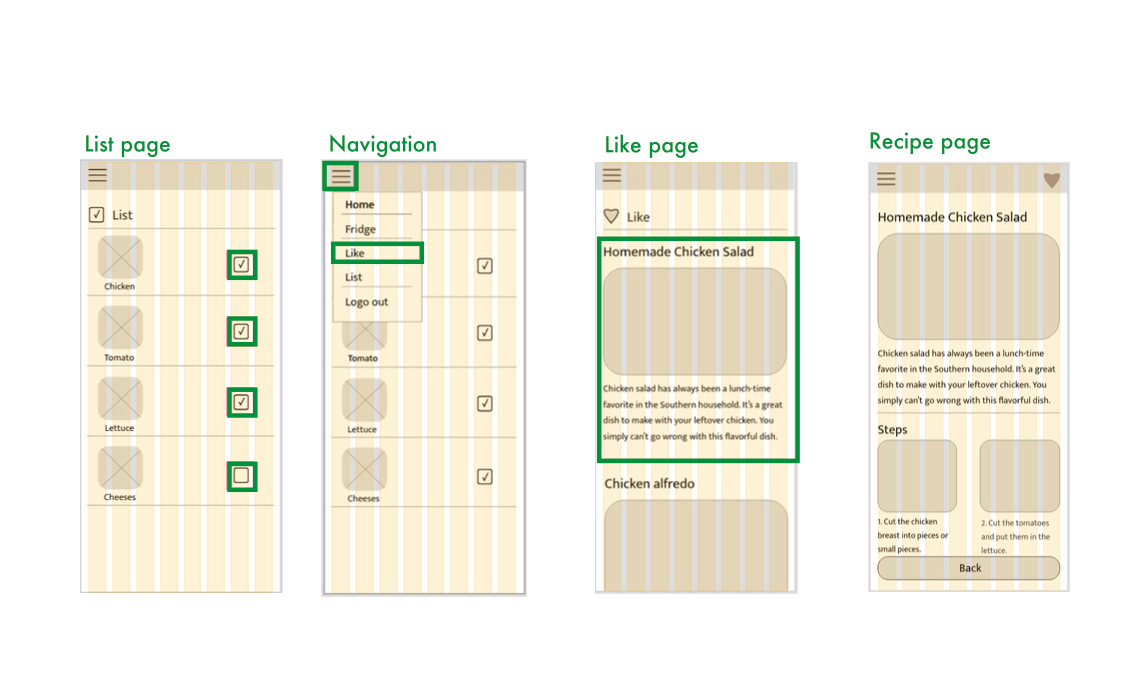 List page
List
Chicken
Tomato
Lettuce
Cheeses
Navigation
Home
Fridge
Like
List
Logo out
Tomato
Lettuce
Cheeses
Like page
Like
Homemade Chicken Salad
Chicken salad has always been a lunch-time
favorite in the Southern household. It's a great
dish to make with your leftover chicken. You
simply can't go wrong with this flavorful dish.
Chicken alfredo
Recipe page
Homemade Chicken Salad
Chicken salad has always been a lunch-time
favorite in the Southern household. It's a great
dish to make with your leftover chicken. You
simply can't go wrong with this flavorful dish.
Steps
1. Cut the chicken
breast into pieces or
small pieces.
2. Cut the tomatoes
and put them in the
lettuce.
Back